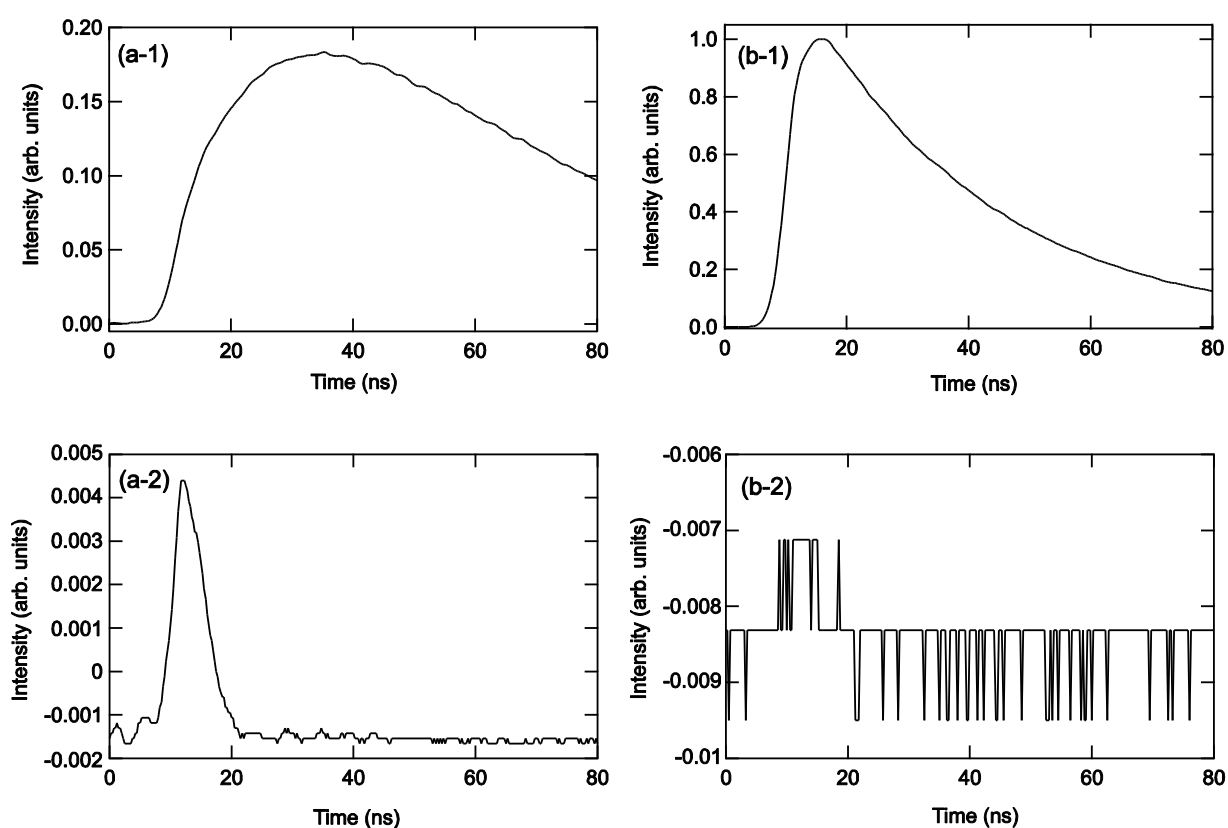 (a-1)
Intensity (arb. units)
0.20
0.15
0.10
0.05
0.00
0 20 40 60 80
Time (ns)
(b-1)
Intensity (arb. units)
1.0
0.8
0.6
0.4
0.2
0.0
0 20 40 60 80
Time (ns)
(a-2)
Intensity (arb. units)
0.005
0.004
0.003
0.002
0.001
0
-0.001
-0.002
0 20 40 60 80
Time (ns)
(b-2)
Intensity (arb. units)
-0.006
-0.007
-0.008
-0.009
-0.01
0 20 40 60 80
Time (ns)